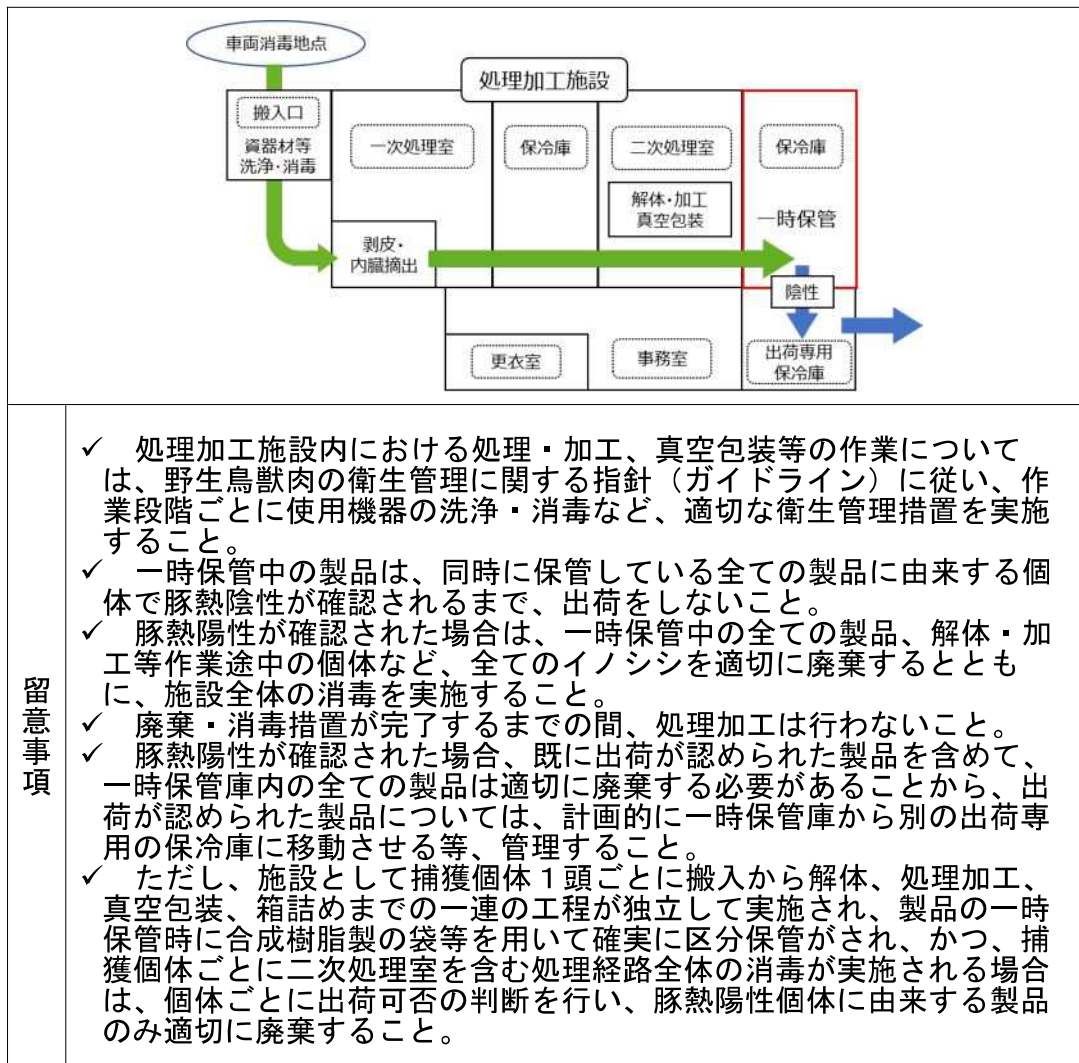 車両消毒地点
処理加工施設
搬入口
資器材等
洗浄・消毒
一次処理室
保冷庫
二次処理室
保冷庫
解体・加工
真空包装
一時保管
剥皮・
内臓摘出
陰性
更衣室
事務室
出荷専用
保冷庫
留意事項
✓ 処理加工施設内における処理・加工、真空包装等の作業について
は、野生鳥獣肉の衛生管理に関する指針（ガイドライン）に従い、作
業段階ごとに使用機器の洗浄・消毒など、適切な衛生管理措置を実施
すること。
✓ 一時保管中の製品は、同時に保管している全ての製品に由来する個
体で豚熱陰性が確認されるまで、出荷をしないこと。
✓ 豚熱陽性が確認された場合は、一時保管中の全ての製品、解体・加
工等作業途中の個体など、全てのイノシシを適切に廃棄するととも
に、施設全体の消毒を実施すること。
✓ 廃棄・消毒措置が完了するまでの間、処理加工は行わないこと。
✓ 豚熱陽性が確認された場合、既に出荷が認められた製品を含めて、
一時保管庫内の全ての製品は適切に廃棄する必要があることから、出
荷が認められた製品については、計画的に一時保管庫から別の出荷専
用の保冷庫に移動させる等、管理すること。
✓ ただし、施設として捕獲個体１頭ごとに搬入から解体、処理加工、
真空包装、箱詰めまでの一連の工程が独立して実施され、製品の一時
保管時に合成樹脂製の袋等を用いて確実に区分保管がされ、かつ、捕
獲個体ごとに二次処理室を含む処理経路全体の消毒が実施される場合
は、個体ごとに出荷可否の判断を行い、豚熱陽性個体に由来する製品
のみ適切に廃棄すること。